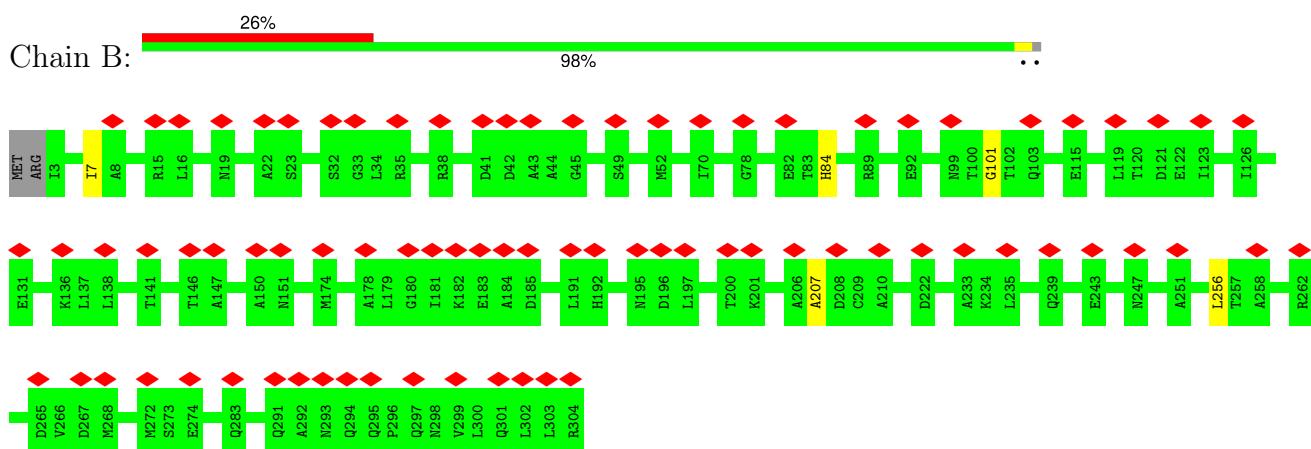 26%
Chain B:
98%
• •
MET ARG I3 I7 A8 R15 L16 N19 A22 S23 S32 G33 L34 R35 R38 D41 D42 A43 A44 G45 S49 M52 I70 G78 E82 T83 H84 R89 E92 N99 T100 G101 T102 Q103 E115 L119 T120 D121 E122 I123 I126
E131 K136 L137 L138 T141 T146 A147 A150 N151 M174 A178 L179 G180 I181 K182 E183 A184 D185 L191 H192 N195 D196 L197 T200 K201 A206 A207 D208 C209 A210 D222 A233 K234 L235 Q239 E243 N247 A251 L256 T257 A258 R262
D265 V266 D267 M268 M272 S273 E274 Q283 Q291 A292 N293 Q294 Q295 P296 Q297 N298 V299 L300 Q301 L302 L303 R304